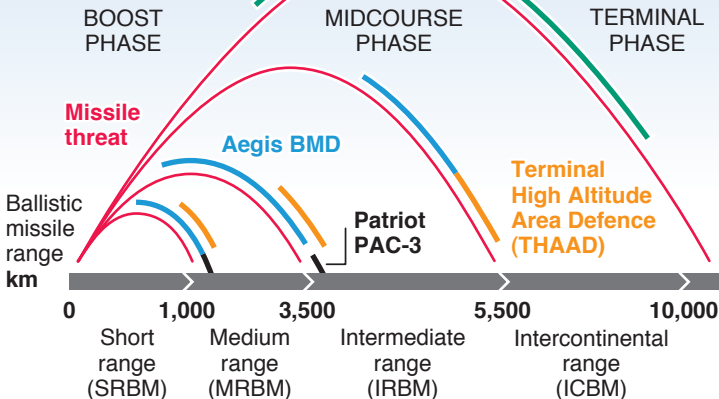 BOOST
PHASE
MIDCOURSE
PHASE
TERMINAL
PHASE
Missile
threat
Aegis BMD
Terminal
High Altitude
Area Defence
(THAAD)
Patriot
PAC-3
Ballistic
missile
range
km
0
1,000
3,500
5,500
10,000
Short
range
(SRBM)
Medium
range
(MRBM)
Intermediate
range
(IRBM)
Intercontinental
range
(ICBM)